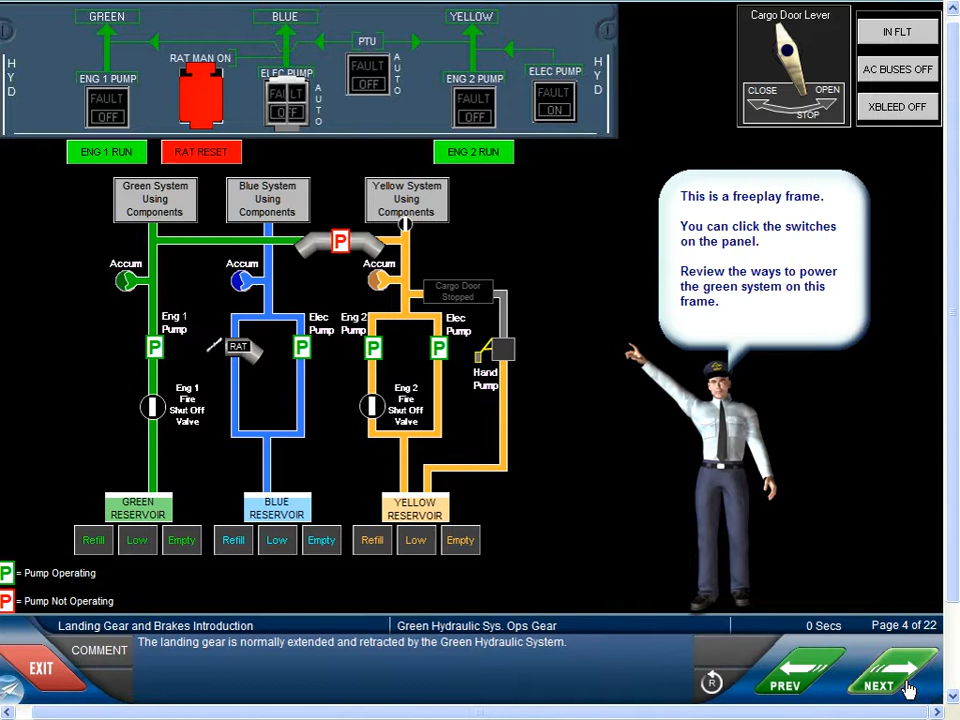 GREEN
BLUE
YELLOW
Cargo Door Lever
IN FLT
H
Y
D
RAT MAN ON
PTU
A
U
T
O
H
Y
D
AC BUSES OFF
ENG 1 PUMP
ELEC PUMP
ENG 2 PUMP
ELEC PUMP
FAULT
OFF
FAULT
OFF
A
U
T
O
FAULT
OFF
FAULT
OFF
FAULT
ON
CLOSE
OPEN
STOP
XBLEED OFF
ENG 1 RUN
RAT RESET
ENG 2 RUN
Green System
Using
Components
Blue System
Using
Components
Yellow System
Using
Components
This is a freeplay frame.
You can click the switches
on the panel.
Review the ways to power
the green system on this
frame.
P
Accum
Accum
Accum
Cargo Door
Stopped
Eng 1
Pump
Elec
Pump
Eng 2
Pump
Elec
Pump
P
RAT
P
P
P
Hand
Pump
Eng 1
Fire
Shut Off
Valve
Eng 2
Fire
Shut Off
Valve
GREEN
RESERVOIR
BLUE
RESERVOIR
YELLOW
RESERVOIR
Refill
Low
Empty
Refill
Low
Empty
Refill
Low
Empty
P = Pump Operating
P = Pump Not Operating
Landing Gear and Brakes Introduction
Green Hydraulic Sys. Ops Gear
0 Secs
Page 4 of 22
EXIT
COMMENT
The landing gear is normally extended and retracted by the Green Hydraulic System.
R
PREV
NEXT